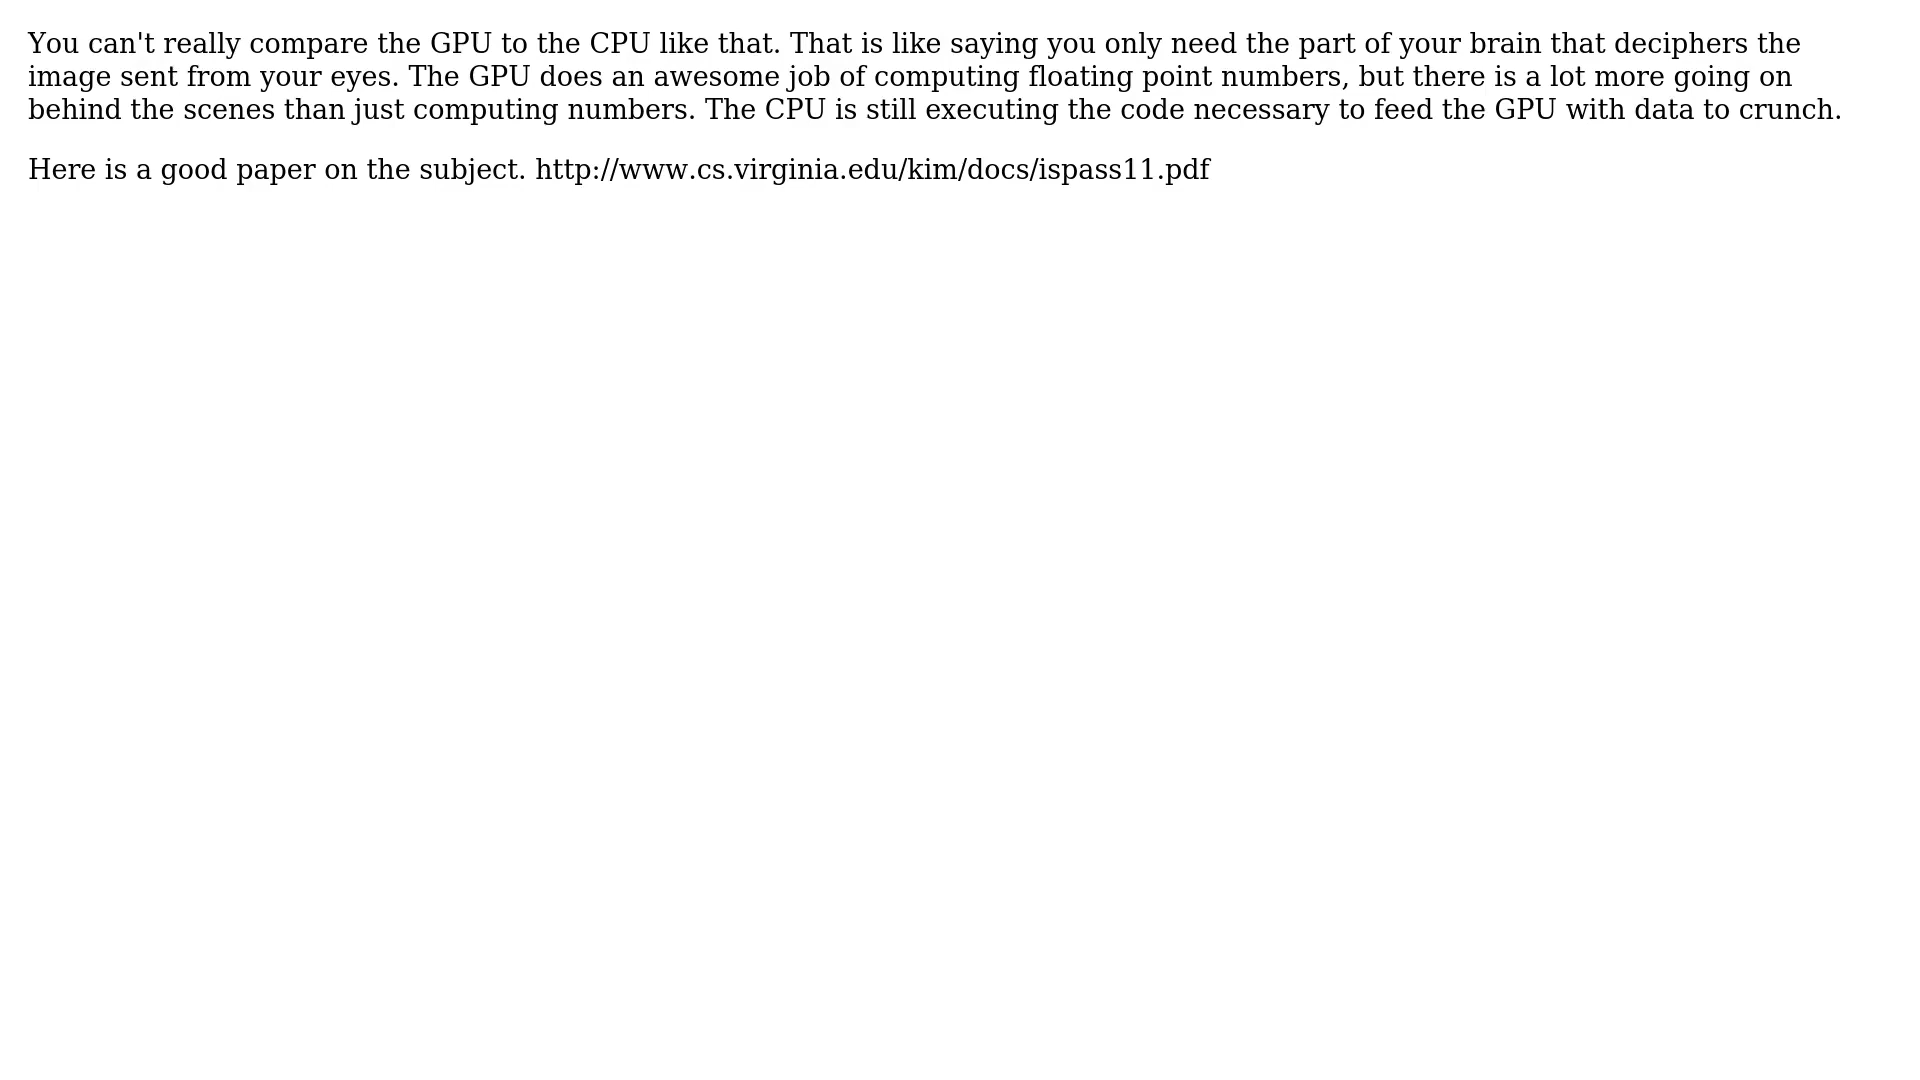 You can't really compare the GPU to the CPU like that. That is like saying you only need the part of your brain that deciphers the
image sent from your eyes. The GPU does an awesome job of computing floating point numbers, but there is a lot more going on
behind the scenes than just computing numbers. The CPU is still executing the code necessary to feed the GPU with data to crunch.
Here is a good paper on the subject. http://www.cs.virginia.edu/kim/docs/ispass11.pdf